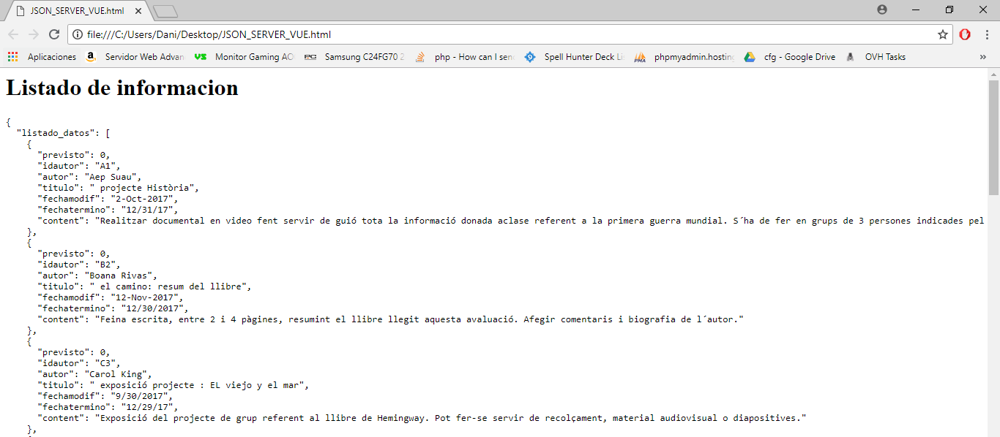 JSON_SERVER_VUE.html
file:///C:/Users/Dani/Desktop/JSON_SERVER_VUE.html
Aplicaciones Servidor Web Avan Monitor Gaming AO Samsung C24FG70 2 php - How can I sen phpmyadmin.hosting Spell Hunter Deck Li cfg - Google Drive OVH Tasks »
Listado de informacion
{
"listado_datos": [
{
"previsto": 0,
"idautor": "A1",
"autor": "Aep Suau",
"titulo": " projecte Història",
"fechamodif": "2-Oct-2017",
"fechatermino": "12/31/17",
"content": "Realitzar documental en video fent servir de guió tota la informació donada aclase referent a la primera guerra mundial. S´ha de fer en grups de 3 persones indicades pel
},
{
"previsto": 0,
"idautor": "B2",
"autor": "Boana Rivas",
"titulo": " el camino: resum del llibre",
"fechamodif": "12-Nov-2017",
"fechatermino": "12/30/2017",
"content": "Feina escrita, entre 2 i 4 pàgines, resumint el llibre llegit aquesta avaluació. Afegir comentaris i biografia de l´autor."
},
{
"previsto": 0,
"idautor": "C3",
"autor": "Carol King",
"titulo": " exposició projecte : EL viejo y el mar",
"fechamodif": "9/30/2017",
"fechatermino": "12/29/17",
"content": "Exposició del projecte de grup referent al llibre de Hemingway. Pot fer-se servir de recolçament, material audiovisual o diapositives."
},